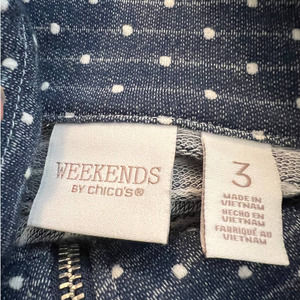 WEEKENDS
BY chico's®
3
MADE IN
VIETNAM
HECHO EN
VIETNAM
FABRIQUÉ AU
VIETNAM